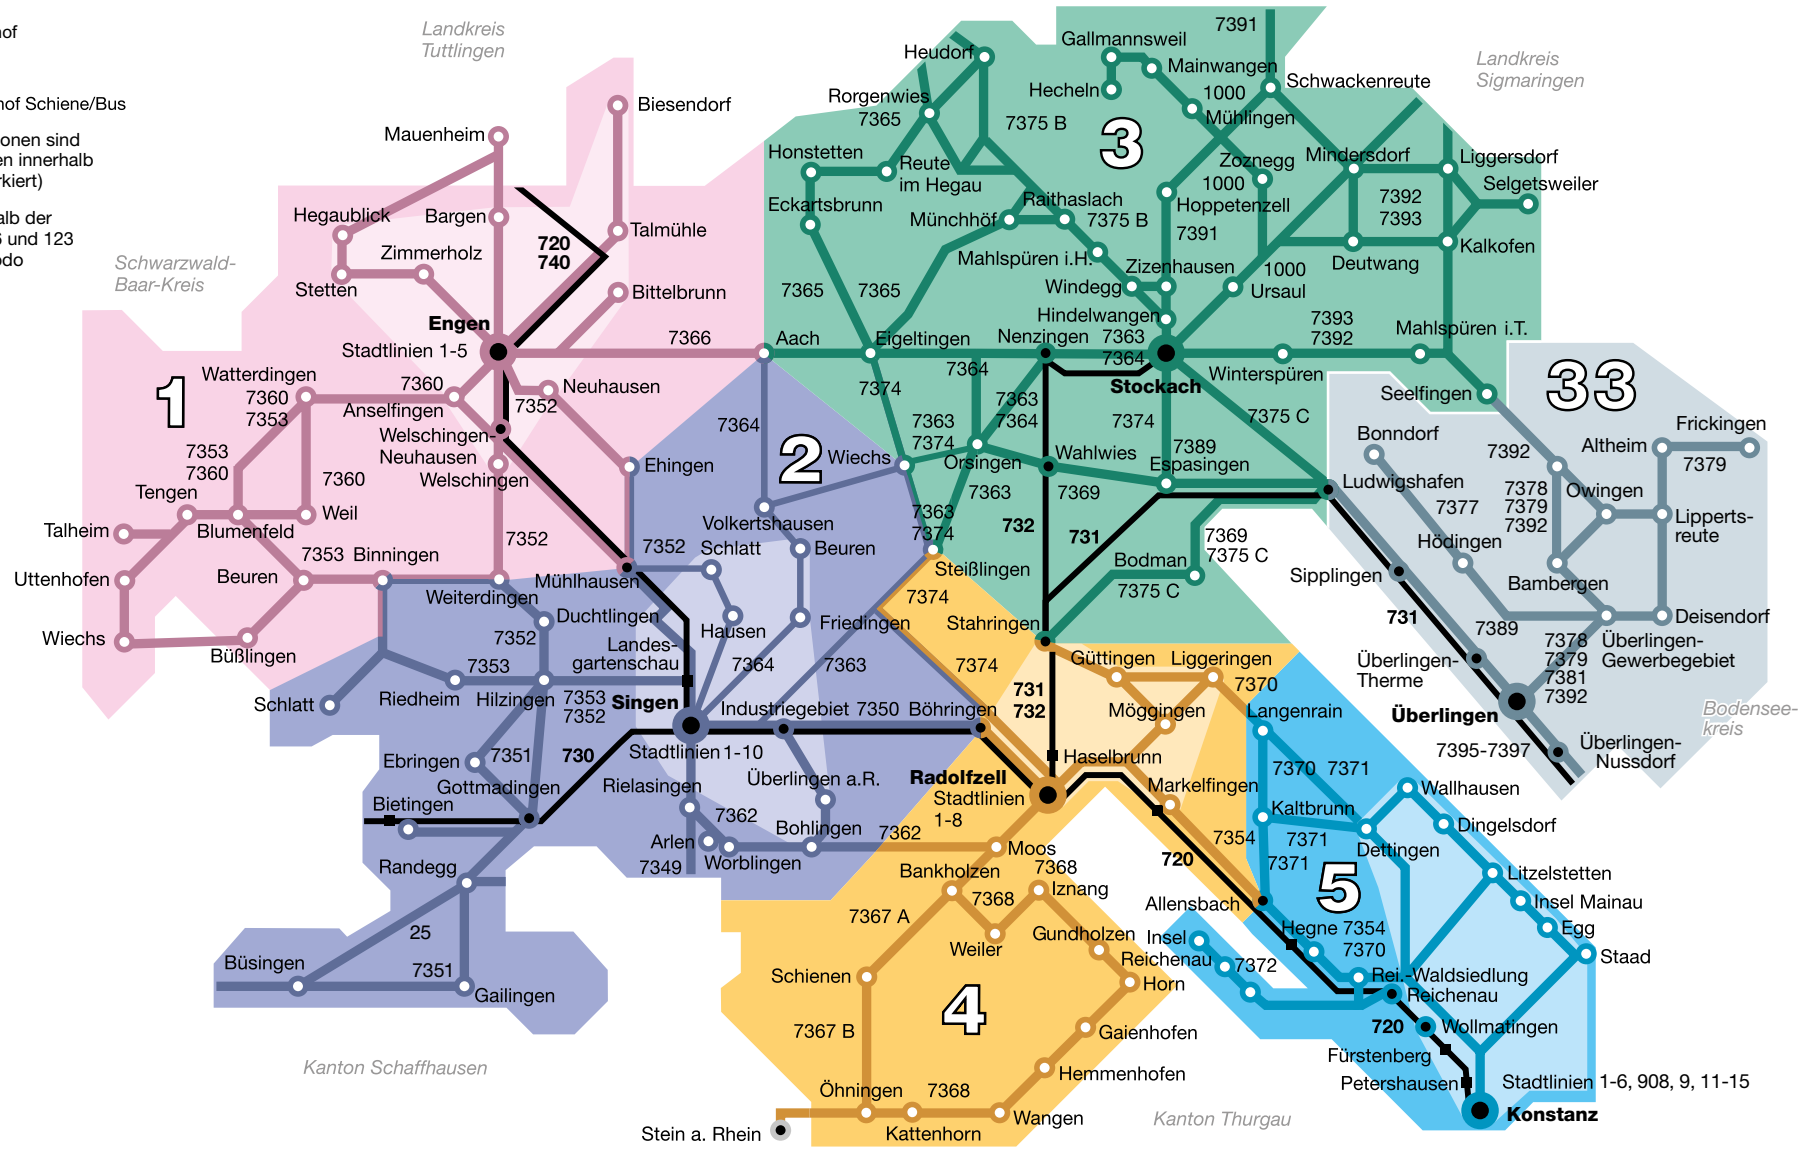 of
of Schiene/Bus
onen sind
en innerhalb
kiert)
alb der
6 und 123
odo
Landkreis
Tuttlingen
Landkreis
Sigmaringen
Schwarzwald-
Baar-Kreis
Bodensee-
kreis
Kanton Schaffhausen
Kanton Thurgau
1
Biesendorf
Mauenheim
Hegaublick
Bargen
Talmühle
720
740
Zimmerholz
Stetten
Bittelbrunn
Engen
Stadtlinien 1-5
7366
Watterdingen
7360
7353
7360
Anselfingen
7352
Neuhausen
Welschingen-
Neuhausen
Welschingen
7353
7360
7360
Ehingen
Tengen
Talheim
Blumenfeld
Weil
7353
Binningen
7352
Uttenhofen
Beuren
Wiechs
Büßlingen
Mühlhausen
Weiterdingen
2
7364
Wiechs
Volkertshausen
7352
Schlatt
Beuren
Duchtlingen
Hausen
Friedingen
7352
Landes-
gartenschau
7364
7363
7353
Riedheim
Hilzingen
7353
7352
Schlatt
Singen
Industriegebiet
7350
Böhringen
Stadtlinien 1-10
Ebringen
7351
730
Gottmadingen
Rielasingen
Überlingen a.R.
Bietingen
7362
Bohlingen
7362
Arlen
Worblingen
7349
Randegg
25
Büsingen
7351
Gailingen
3
7391
Heudorf
Gallmannsweil
Mainwangen
Hecheln
Schwackenreute
Rorgenwies
7365
7375 B
1000
Mühlingen
Honstetten
Reute
im Hegau
Zoznegg
1000
Mindersdorf
Liggersdorf
Selgetsweiler
Eckartsbrunn
Raithaslach
Münchhöf
7375 B
Hoppetenzell
7392
7393
7391
Kalkofen
Mahlspüren i.H.
Zizenhausen
1000
Deutwang
7365
7365
Windegg
Ursaul
Hindelwangen
7393
7392
Mahlspüren i.T.
Aach
Eigeltingen
Nenzingen
7363
7364
7364
Stockach
Winterspüren
Seelfingen
7374
7363
7364
7363
7374
7374
7375 C
7389
Orsingen
Wahlwies
Espasingen
Ludwigshafen
7363
7369
7363
7374
732
731
7369
7375 C
Steißlingen
Bodman
7375 C
33
Frickingen
Bonndorf
Altheim
7379
7392
7378
7379
7392
Owingen
7377
Lipperts-
reute
Hödingen
Sipplingen
Bambergen
731
7389
Deisendorf
7378
7379
7381
7392
Überlingen-
Gewerbegebiet
Überlingen-
Therme
Überlingen
7395-7397
Überlingen-
Nussdorf
4
7374
Stahringen
7374
Güttingen
Liggeringen
7370
731
732
Möggingen
Haselbrunn
Radolfzell
Stadtlinien
1-8
Markelfingen
7354
720
Moos
Bankholzen
7368
7368
Iznang
7367 A
Weiler
Gundholzen
Schienen
Horn
7367 B
Gaienhofen
Hemmenhofen
Öhningen
7368
Wangen
Kattenhorn
Stein a. Rhein
5
Langenrain
7370
7371
Wallhausen
Kaltbrunn
7371
7371
Dettingen
Dingelsdorf
Litzelstetten
Allensbach
Insel Mainau
Egg
Staad
Hegne 7354
7370
Insel
Reichenau
7372
Rei.-Waldsiedlung
Reichenau
720
Wollmatingen
Fürstenberg
Petershausen
Stadtlinien 1-6, 908, 9, 11-15
Konstanz